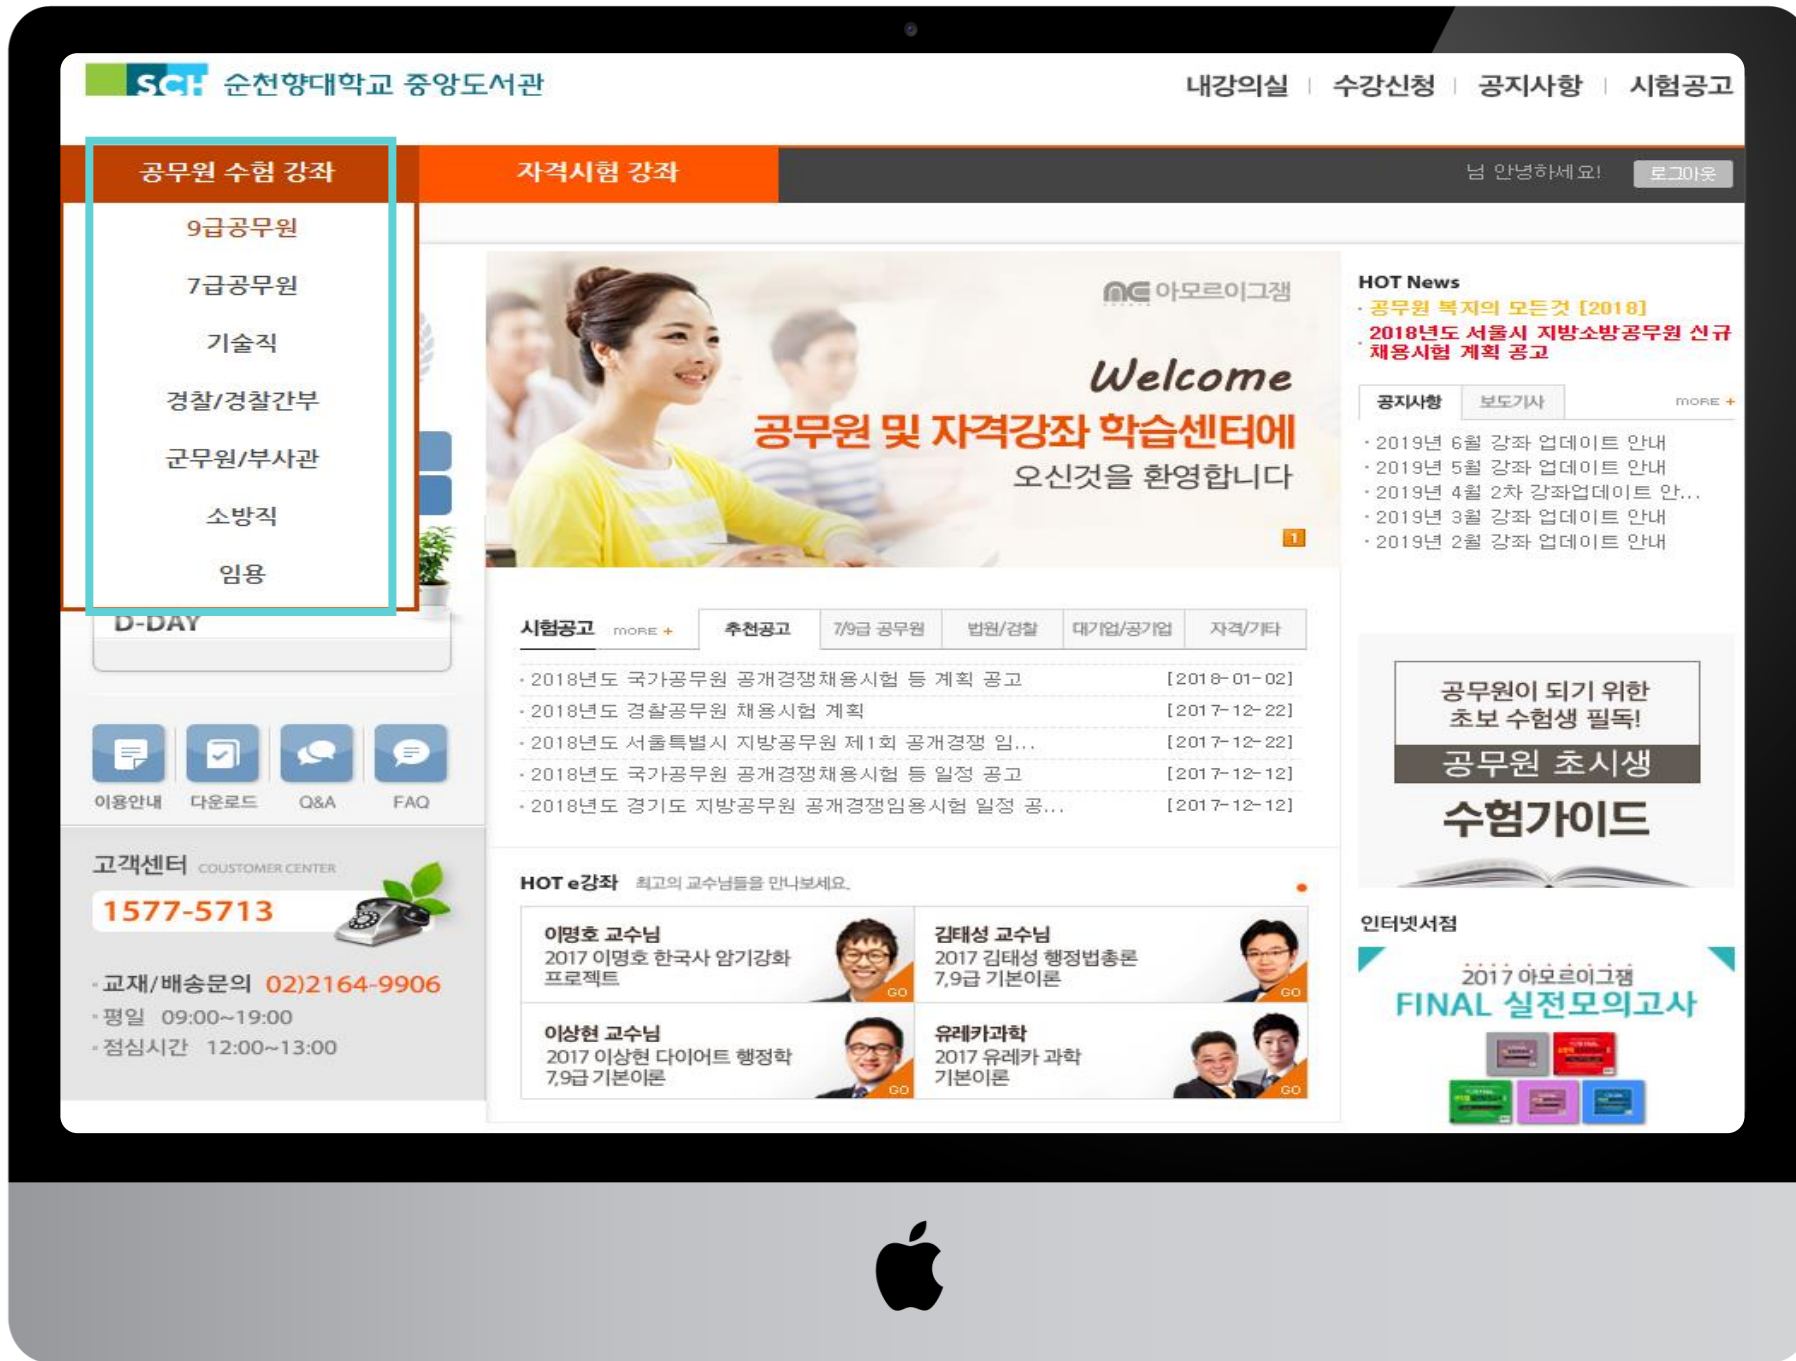 SCH 순천향대학교 중앙도서관
내강의실 | 수강신청 | 공지사항 | 시험공고
공무원 수험 강좌
자격시험 강좌
님 안녕하세요!
로그아웃
9급공무원
7급공무원
기술직
경찰/경찰간부
군무원/부사관
소방직
임용
D-DAY
이용안내
다운로드
Q&A
FAQ
고객센터 COUSTOMER CENTER
1577-5713
교재/배송문의 02)2164-9906
평일 09:00~19:00
점심시간 12:00~13:00
아모르이그잼
Welcome
공무원 및 자격강좌 학습센터에
오신것을 환영합니다
1
시험공고 MORE +
추천공고
7/9급 공무원
법원/검찰
대기업/공기업
자격/기타
· 2018년도 국가공무원 공개경쟁채용시험 등 계획 공고 [2018-01-02]
· 2018년도 경찰공무원 채용시험 계획 [2017-12-22]
· 2018년도 서울특별시 지방공무원 제1회 공개경쟁 임... [2017-12-22]
· 2018년도 국가공무원 공개경쟁채용시험 등 일정 공고 [2017-12-12]
· 2018년도 경기도 지방공무원 공개경쟁임용시험 일정 공... [2017-12-12]
HOT e강좌 최고의 교수님들을 만나보세요.
이명호 교수님
2017 이명호 한국사 암기강화
프로젝트
GO
김태성 교수님
2017 김태성 행정법총론
7,9급 기본이론
GO
이상현 교수님
2017 이상현 다이어트 행정학
7,9급 기본이론
GO
유레카과학
2017 유레카 과학
기본이론
GO
HOT News
· 공무원 복지의 모든것 [2018]
· 2018년도 서울시 지방소방공무원 신규
채용시험 계획 공고
공지사항
보도기사
MORE +
· 2019년 6월 강좌 업데이트 안내
· 2019년 5월 강좌 업데이트 안내
· 2019년 4월 2차 강좌업데이트 안...
· 2019년 3월 강좌 업데이트 안내
· 2019년 2월 강좌 업데이트 안내
공무원이 되기 위한
초보 수험생 필독!
공무원 초시생
수험가이드
인터넷서점
2017 아모르이그잼
FINAL 실전모의고사